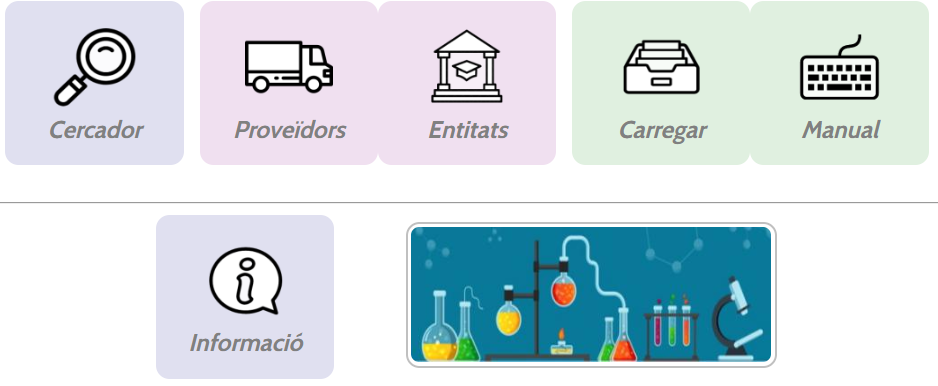 Cercador
Proveïdors
Entitats
Carregar
Manual
Informació